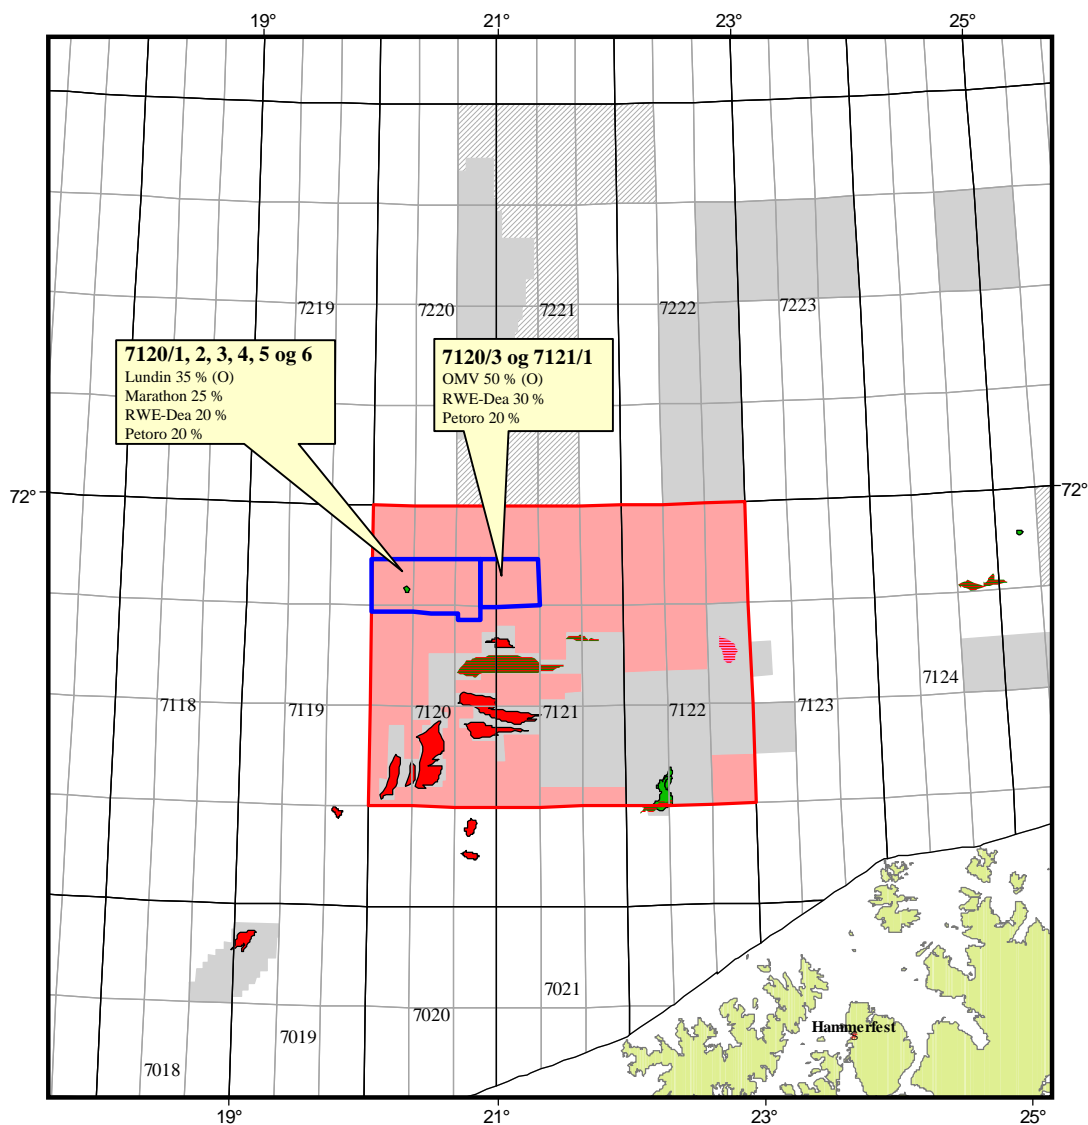 19°
21°
23°
25°
7219
7220
7221
7222
7223
7120/1, 2, 3, 4, 5 og 6
Lundin 35 % (O)
Marathon 25 %
RWE-Dea 20 %
Petoro 20 %
7120/3 og 7121/1
OMV 50 % (O)
RWE-Dea 30 %
Petoro 20 %
72°
72°
7118
7119
7120
7121
7122
7123
7124
7021
7020
7019
7018
Hammerfest
19°
21°
23°
25°